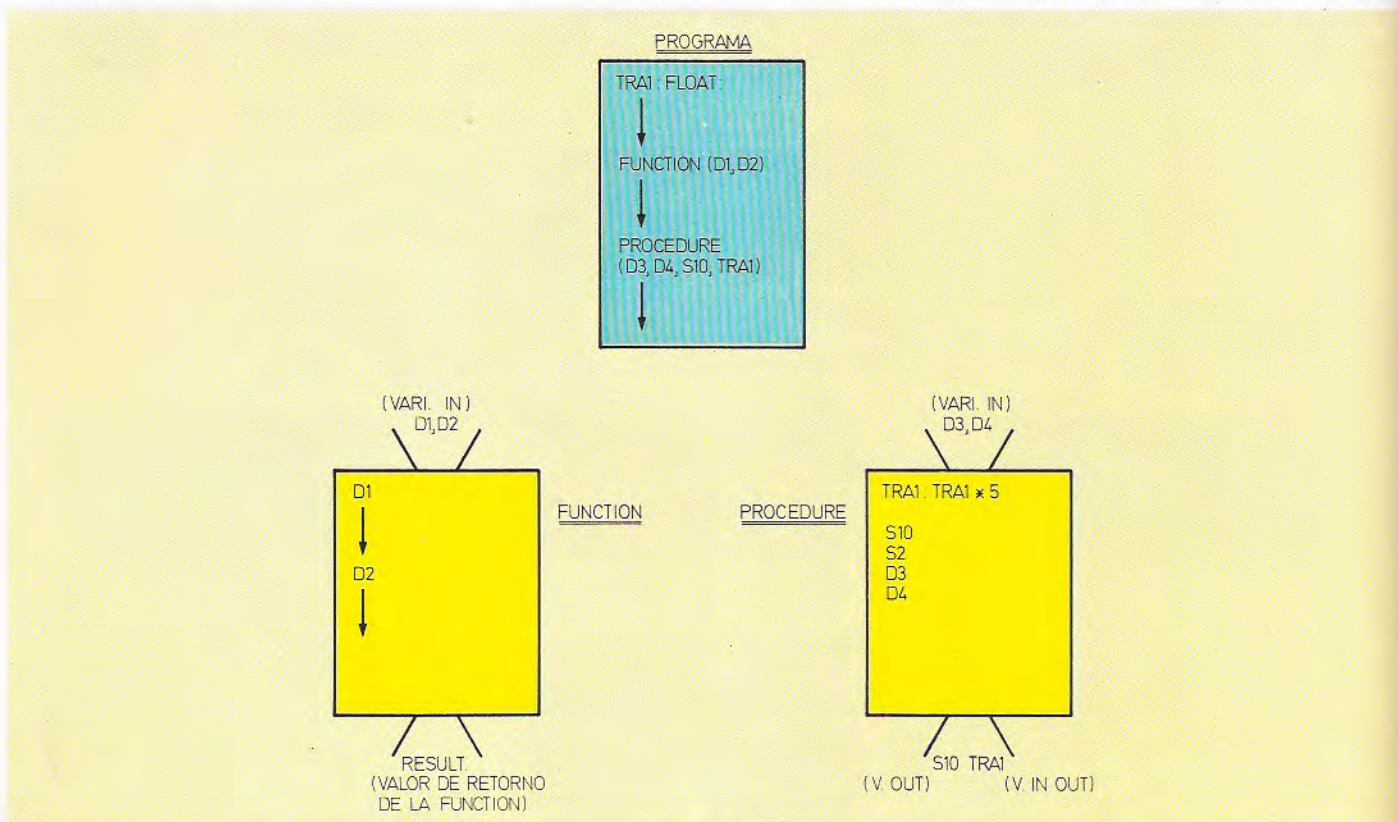 PROGRAMA
TRA1: FLOAT:
FUNCTION (D1, D2)
PROCEDURE
(D3, D4, S10, TRA1)
(VARI. IN)
D1, D2
D1
D2
FUNCTION
RESULT.
(VALOR DE RETORNO
DE LA FUNCTION)
(VARI. IN)
D3, D4
PROCEDURE
TRA1: TRA1 * 5
S10
S2
D3
D4
S10 TRA1
(V. OUT) (V. IN OUT)